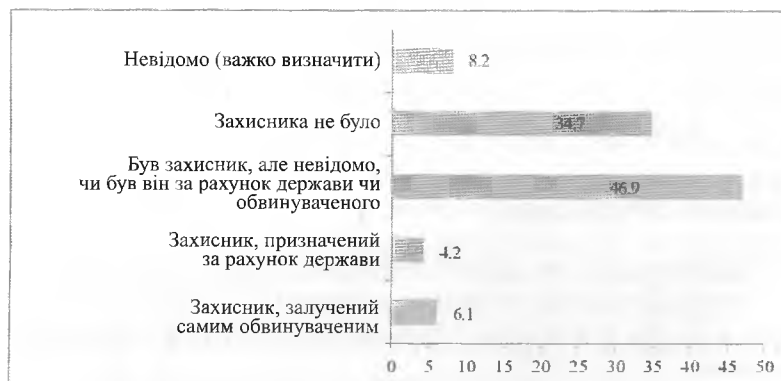 Невідомо (важко визначити)
8.2
Захисника не було
34.7
Був захисник, але невідомо,
чи був він за рахунок держави чи
обвинуваченого
46.9
Захисник, призначений
за рахунок держави
4.2
Захисник, залучений
самим обвинуваченим
6.1
0 5 10 15 20 25 30 35 40 45 50